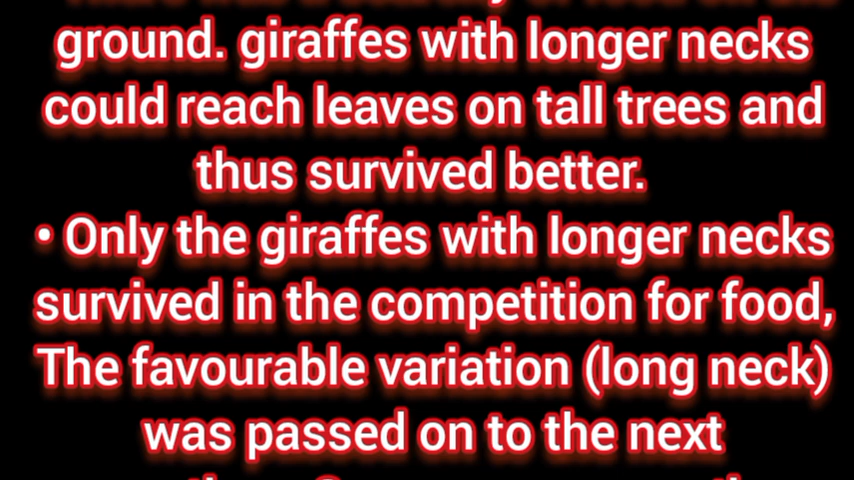 ground. giraffes with longer necks
could reach leaves on tall trees and
thus survived better.
• Only the giraffes with longer necks
survived in the competition for food,
The favourable variation (long neck)
was passed on to the next